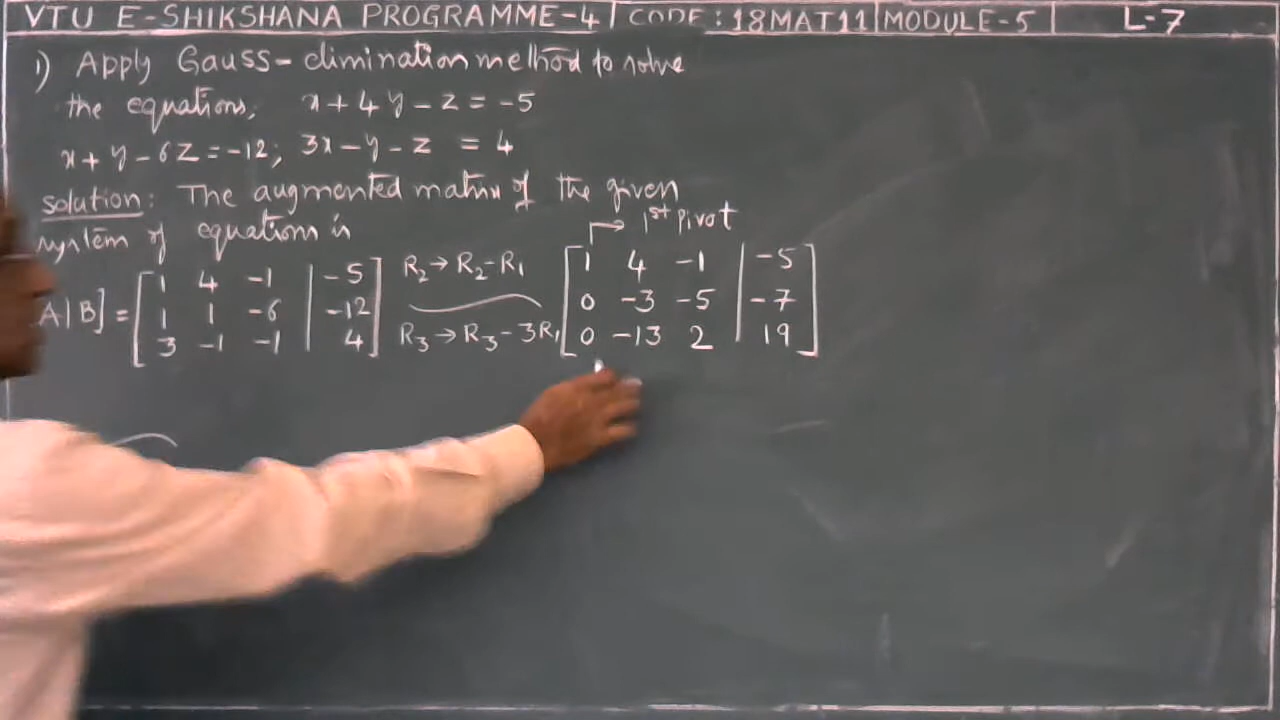 VTU E-SHIKSHANA PROGRAMME-4 | CODE: 18MAT11 | MODULE-5 | L-7
1) Apply Gauss-elimination method to solve
the equations, x+4y-z=-5
x+y-6z=-12; 3x-y-z =4
solution: The augmented matrix of the given
system of equations is
1st pivot
A|B] = [1 4 -1 | -5] R2→R2-R1 [1 4 -1 | -5]
[1 1 -6 | -12] [0 -3 -5 | -7]
[3 -1 -1 | 4] R3→R3-3R1 [0 -13 2 | 19]